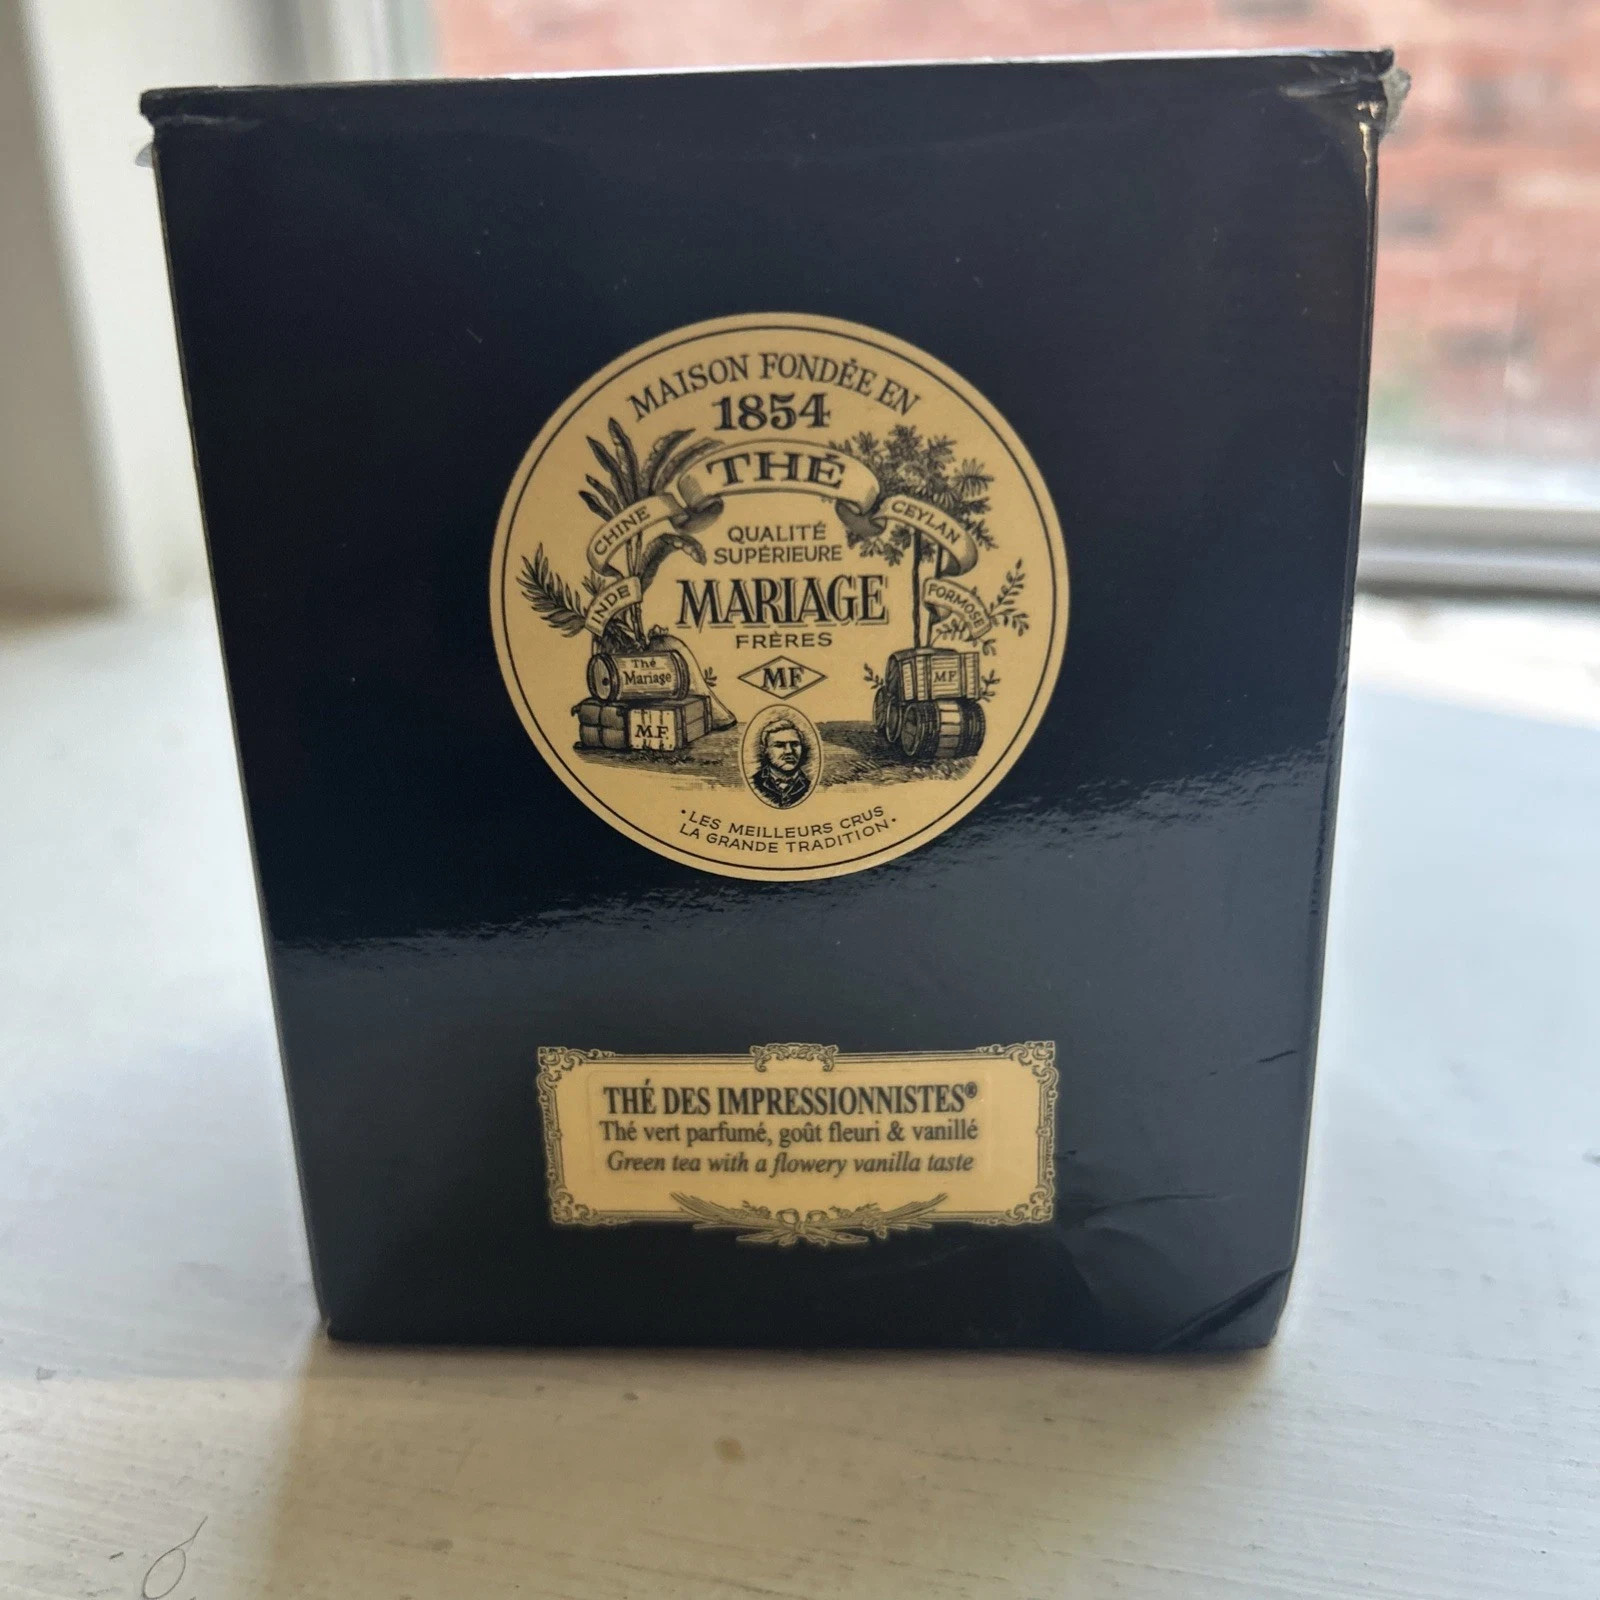 MAISON FONDÉE EN
1854
THÉ
CHINE
CEYLAN
INDE
FORMOSE
QUALITÉ
SUPÉRIEURE
MARIAGE
FRÈRES
MF
Thé
Mariage
M.F.
MF
•LES MEILLEURS CRUS
LA GRANDE TRADITION•
THÉ DES IMPRESSIONNISTES®
Thé vert parfumé, goût fleuri & vanillé
Green tea with a flowery vanilla taste